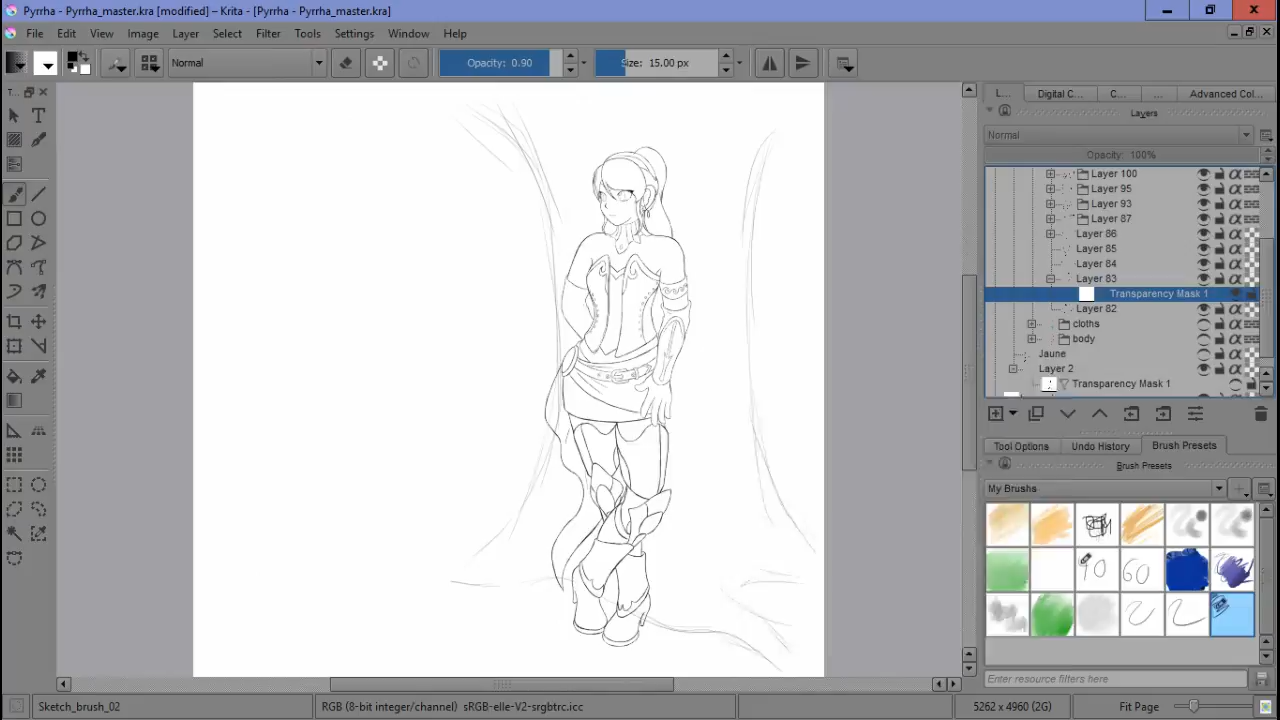 Pyrrha - Pyrrha_master.kra [modified] – Krita - [Pyrrha - Pyrrha_master.kra]
File Edit View Image Layer Select Filter Tools Settings Window Help
Normal Opacity: 0.90 Size: 15.00 px
T... L... Digital C... C... ... Advanced Col...
Layers
Normal
Opacity: 100%
Layer 100
Layer 95
Layer 93
Layer 87
Layer 86
Layer 85
Layer 84
Layer 83
Transparency Mask 1
Layer 82
cloths
body
Jaune
Layer 2
Transparency Mask 1
Tool Options Undo History Brush Presets
Brush Presets
My Brushes
10 60
Enter resource filters here
Sketch_brush_02 RGB (8-bit integer/channel) sRGB-elle-V2-srgbtrc.icc 5262 x 4960 (2G) Fit Page